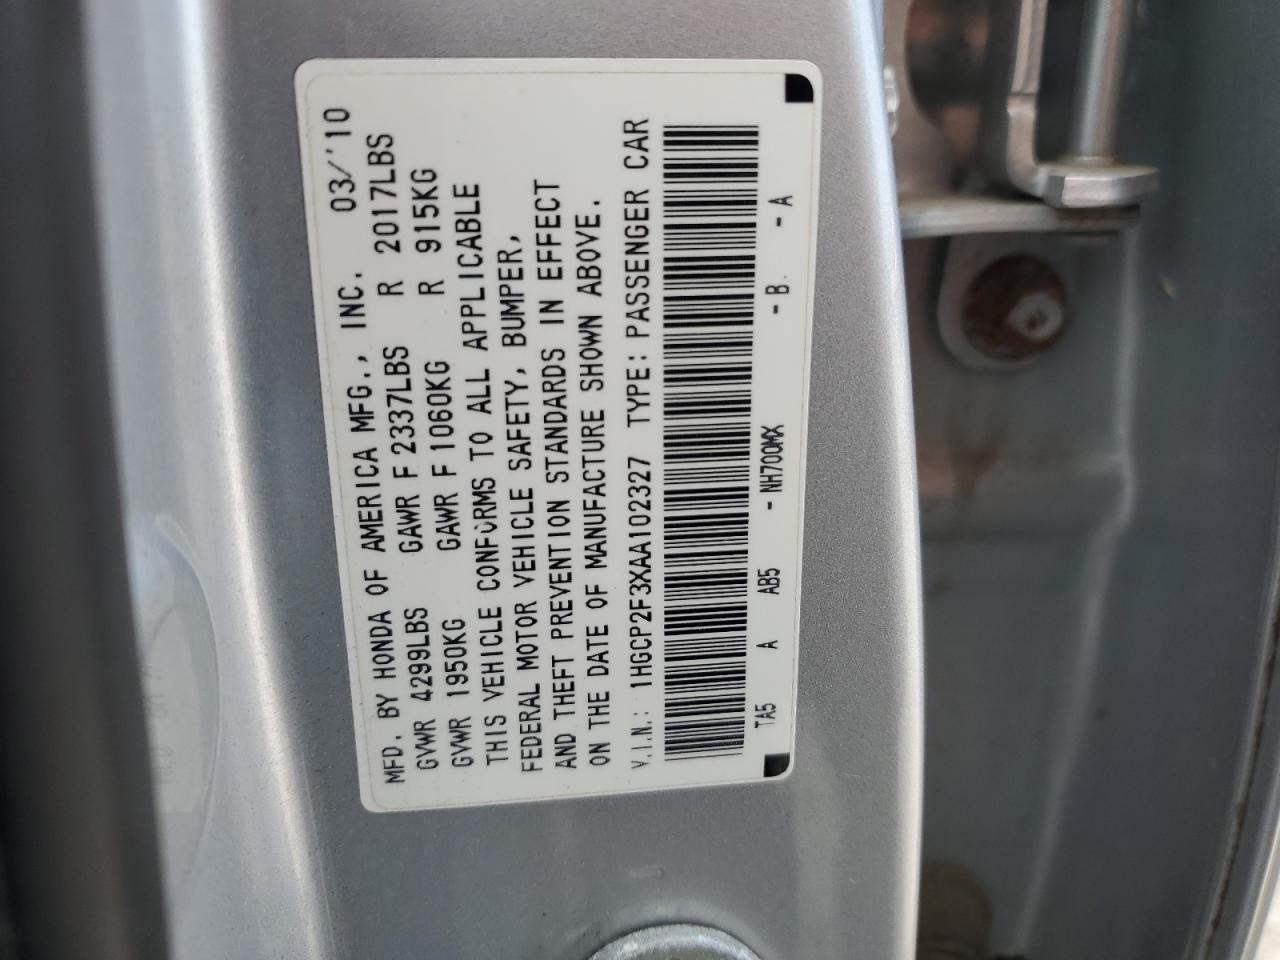 MFD. BY HONDA OF AMERICA MFG., INC. 03/'10
GVWR 4299LBS GAWR F 2337LBS R 2017LBS
GVWR 1950KG GAWR F 1060KG R 915KG
THIS VEHICLE CONFORMS TO ALL APPLICABLE
FEDERAL MOTOR VEHICLE SAFETY, BUMPER,
AND THEFT PREVENTION STANDARDS IN EFFECT
ON THE DATE OF MANUFACTURE SHOWN ABOVE.
V.I.N.: 1HGCP2F3XAA102327 TYPE: PASSENGER CAR
TA5 A AB5 - NH700MX - B. - A